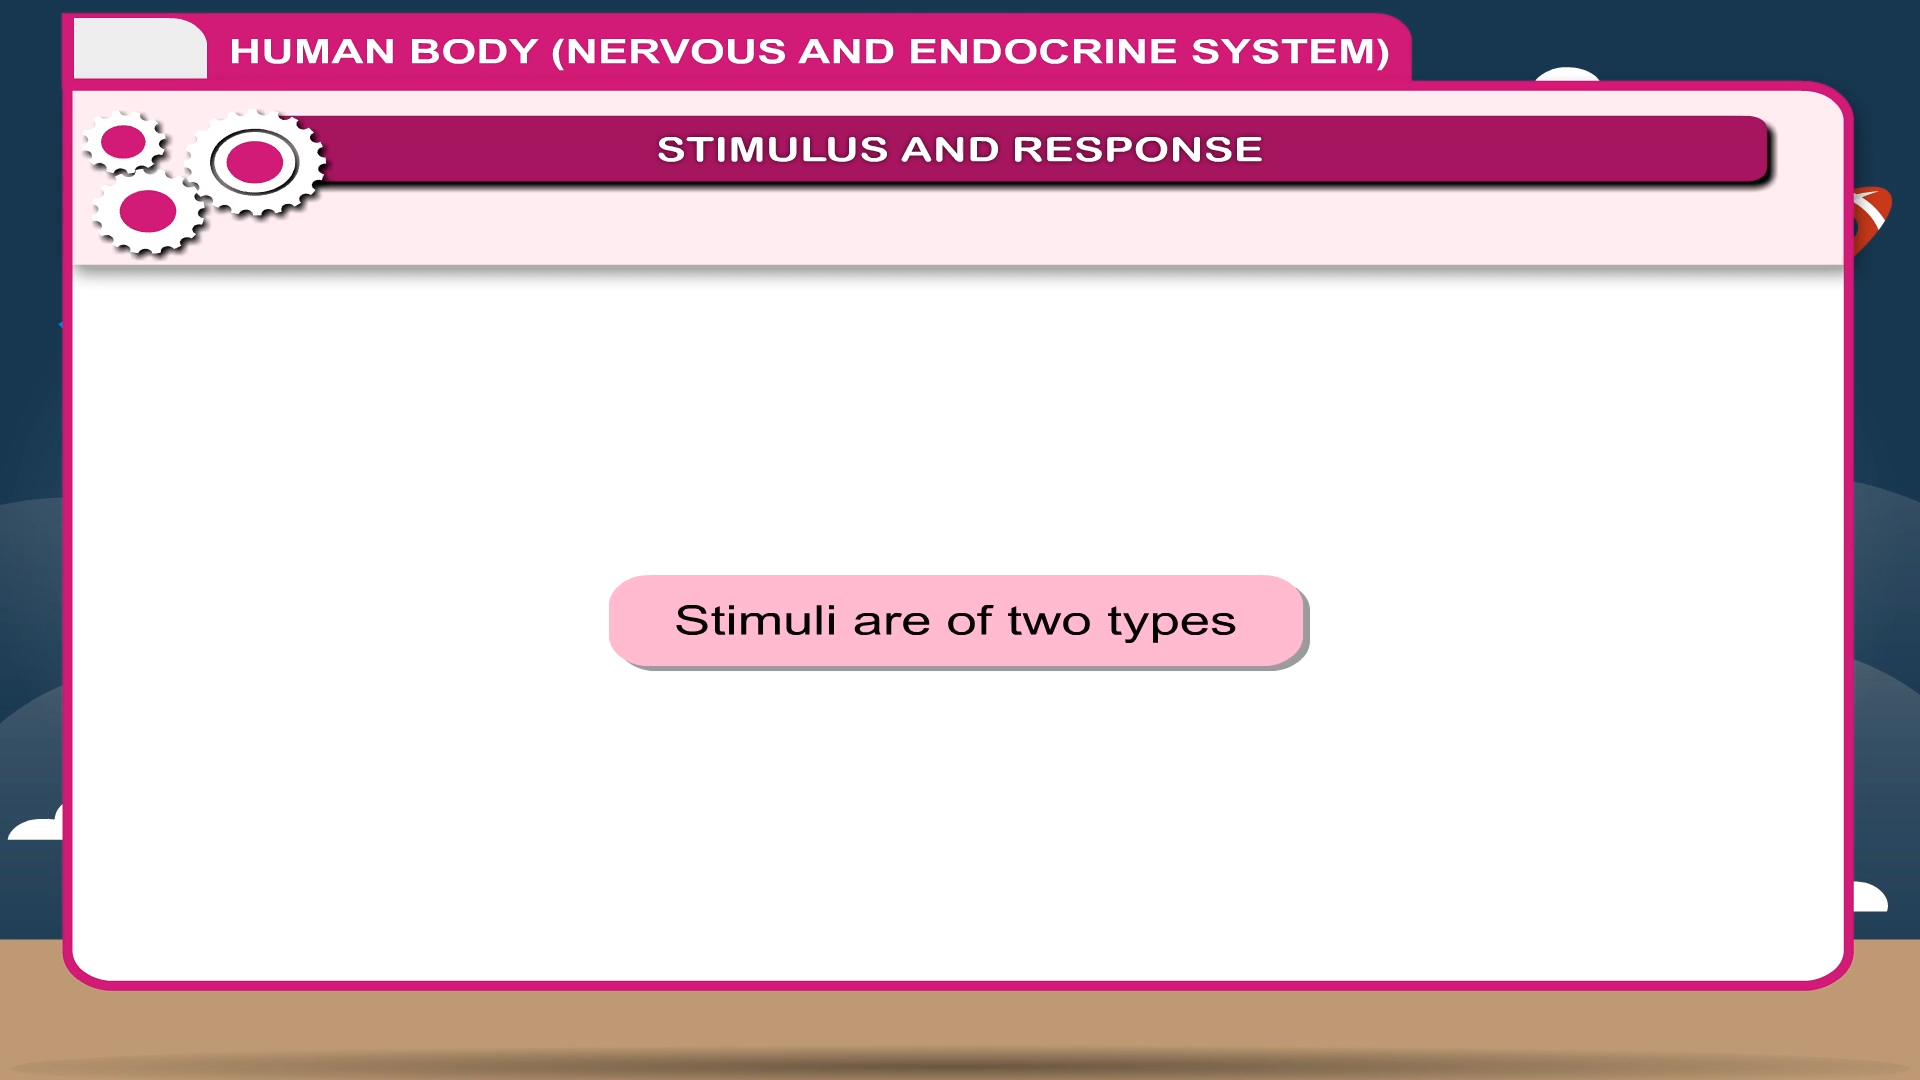 HUMAN BODY (NERVOUS AND ENDOCRINE SYSTEM)
STIMULUS AND RESPONSE
Stimuli are of two types